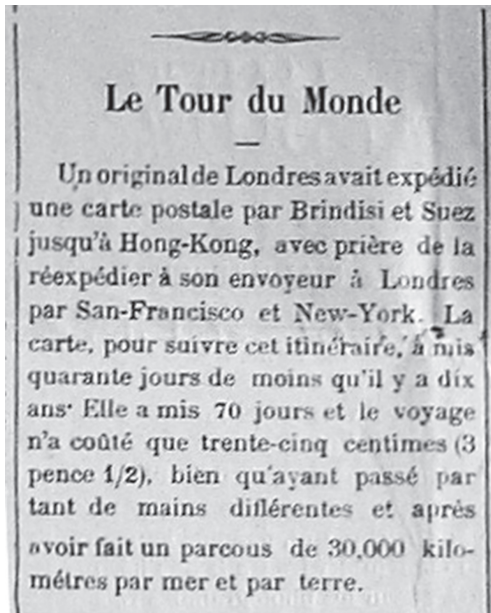 Le Tour du Monde
Un original de Londres avait expédié
une carte postale par Brindisi et Suez
jusqu'à Hong-Kong, avec prière de la
réexpédier à son envoyeur à Londres
par San-Francisco et New-York. La
carte, pour suivre cet itinéraire, a mis
quarante jours de moins qu'il y a dix
ans. Elle a mis 70 jours et le voyage
n'a coûté que trente-cinq centimes (3
pence 1/2), bien qu'ayant passé par
tant de mains différentes et après
avoir fait un parcous de 30,000 kilo-
métres par mer et par terre.